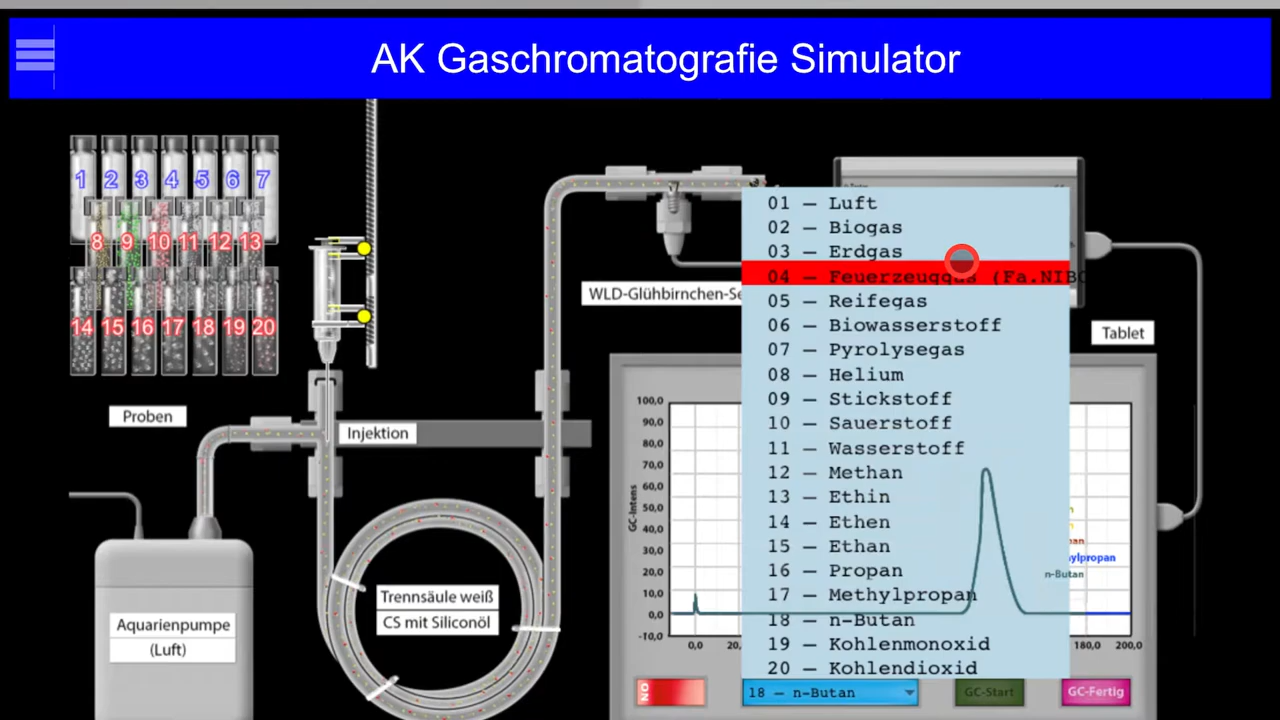 AK Gaschromatografie Simulator
1 2 3 4 5 6 7
8 9 10 11 12 13
14 15 16 17 18 19 20
Proben
Injektion
WLD-Glühbirnchen-Se
Tablet
01 – Luft
02 – Biogas
03 – Erdgas
04 – Feuerzeuggas (Fa.NIBO
05 – Reifegas
06 – Biowasserstoff
07 – Pyrolysegas
08 – Helium
09 – Stickstoff
10 – Sauerstoff
11 – Wasserstoff
12 – Methan
13 – Ethin
14 – Ethen
15 – Ethan
16 – Propan
17 – Methylpropan
18 – n-Butan
19 – Kohlenmonoxid
20 – Kohlendioxid
GC-Intens
100,0
90,0
80,0
70,0
60,0
50,0
40,0
30,0
20,0
10,0
0,0
-10,0
0,0 20, 180,0 200,0
ylpropan
n-Butan
Trennsäule weiß
CS mit Siliconöl
Aquarienpumpe
(Luft)
NO
18 – n-Butan
GC-Start
GC-Fertig